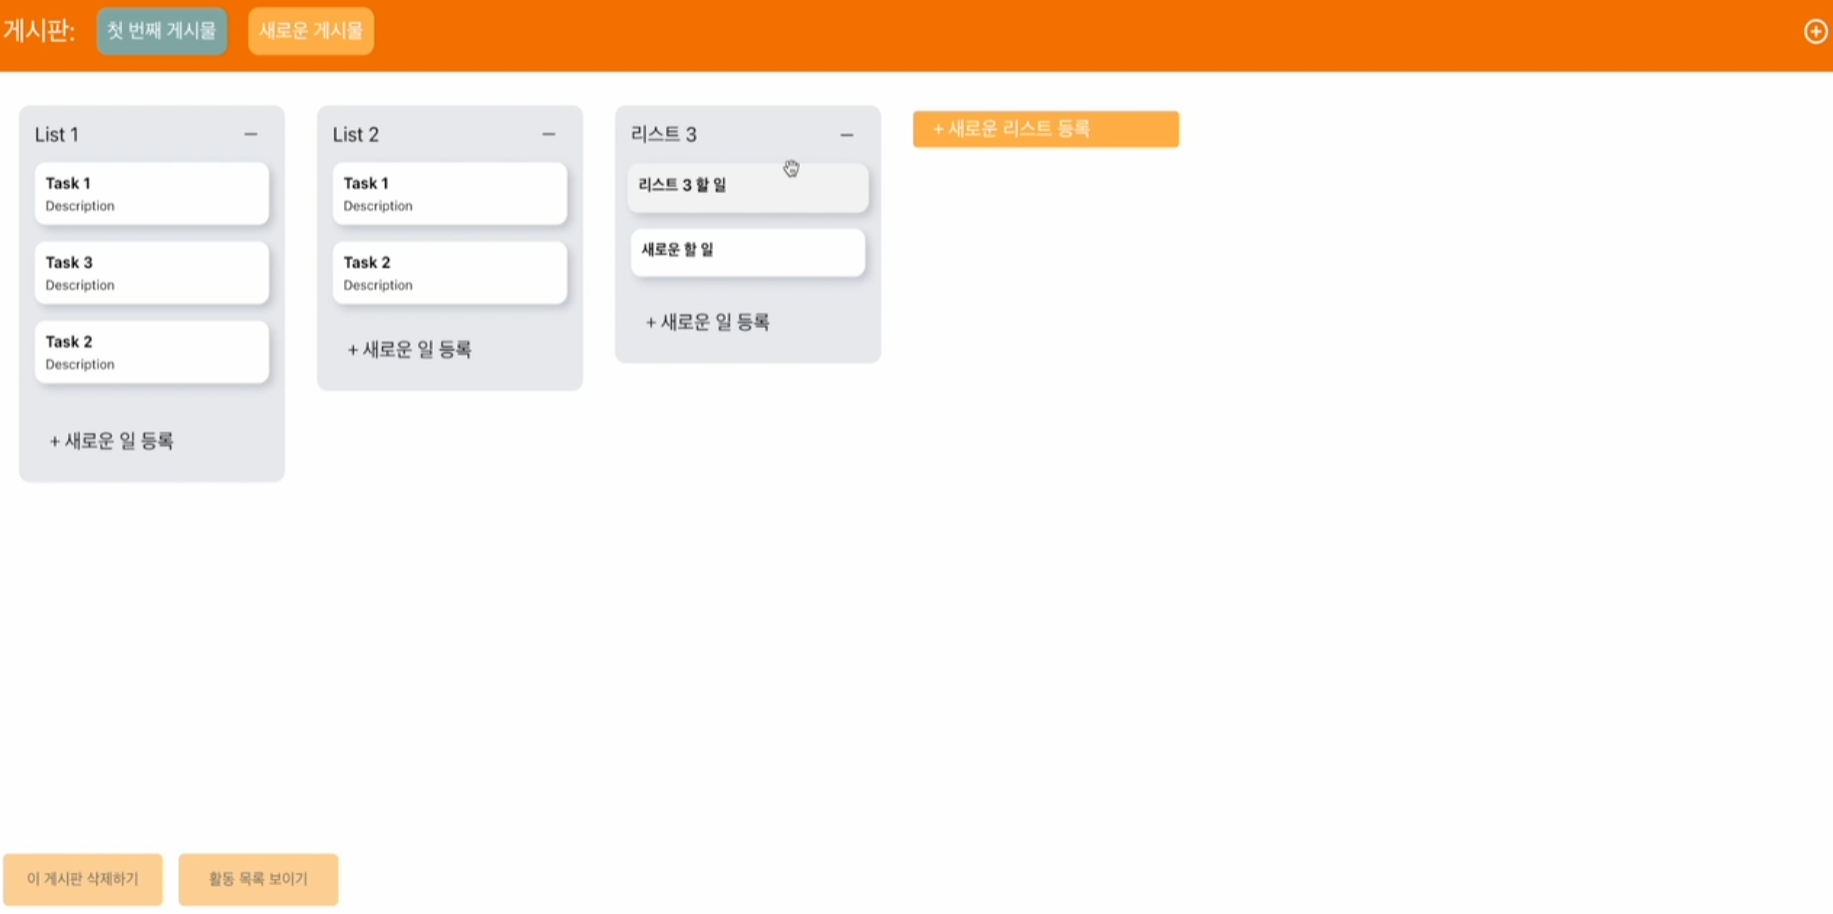 게시판: 첫 번째 게시물 새로운 게시물
List 1
Task 1
Description
Task 3
Description
Task 2
Description
+ 새로운 일 등록
List 2
Task 1
Description
Task 2
Description
+ 새로운 일 등록
리스트 3
리스트 3 할 일
새로운 할 일
+ 새로운 일 등록
+ 새로운 리스트 등록
이 게시판 삭제하기
활동 목록 보이기